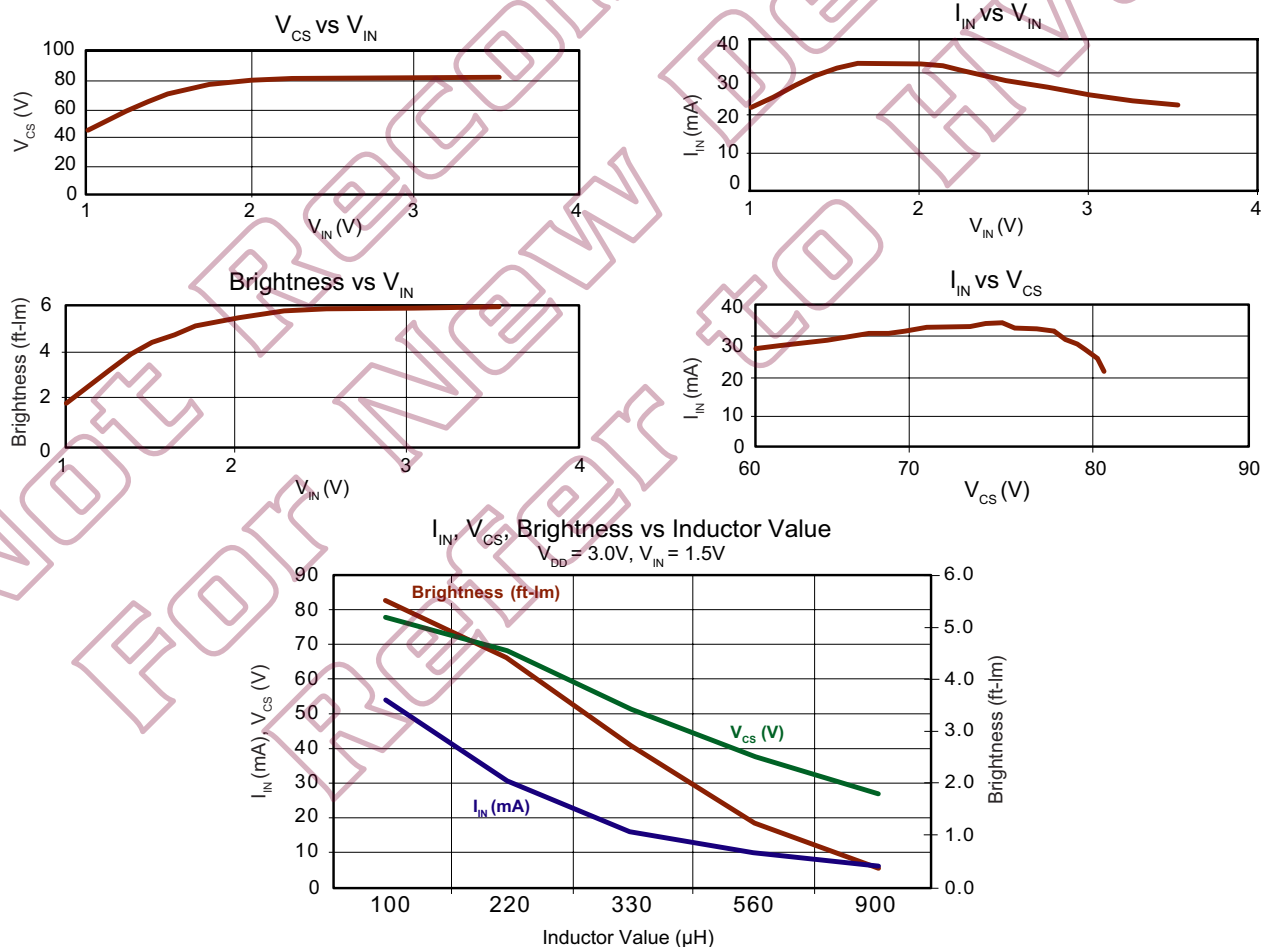 V_CS vs V_IN
100
80
60
40
20
0
V_CS (V)
1 2 3 4
V_IN (V)
I_IN vs V_IN
40
30
20
10
0
I_IN (mA)
1 2 3 4
V_IN (V)
Brightness vs V_IN
6
4
2
0
Brightness (ft-lm)
1 2 3 4
V_IN (V)
I_IN vs V_CS
40
30
20
10
0
I_IN (mA)
60 70 80 90
V_CS (V)
I_IN, V_CS, Brightness vs Inductor Value
V_DD = 3.0V, V_IN = 1.5V
90
80
70
60
50
40
30
20
10
0
I_IN (mA), V_CS (V)
Brightness (ft-lm)
V_CS (V)
I_IN (mA)
6.0
5.0
4.0
3.0
2.0
1.0
0.0
Brightness (ft-lm)
100 220 330 560 900
Inductor Value (µH)
Not
For New
Refer to